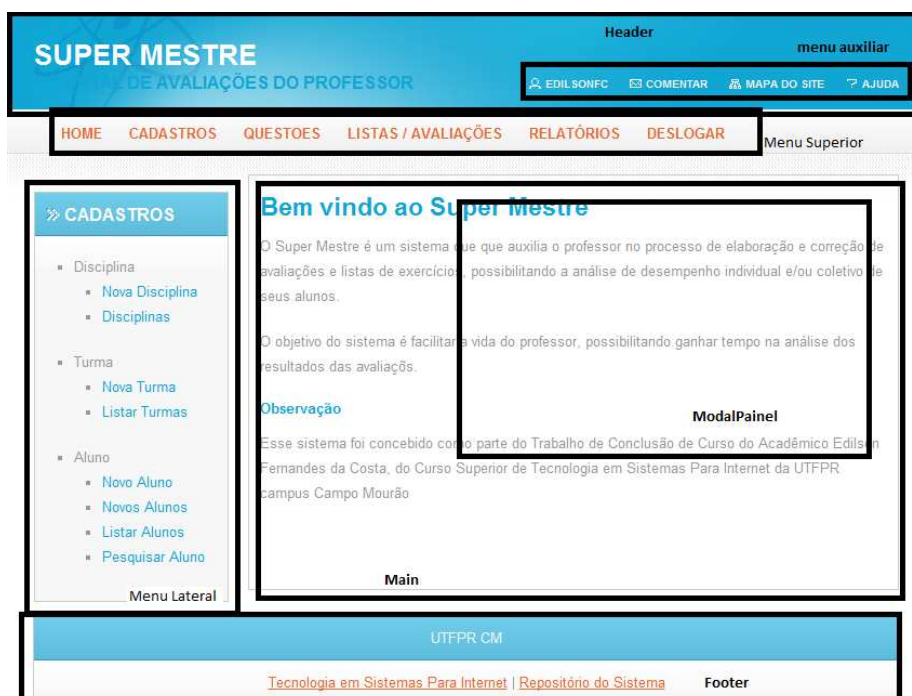 Header
SUPER MESTRE
menu auxiliar
DE AVALIAÇÕES DO PROFESSOR
EDILSONFC COMENTAR MAPA DO SITE AJUDA
HOME CADASTROS QUESTOES LISTAS / AVALIAÇÕES RELATÓRIOS DESLOGAR
Menu Superior
CADASTROS
Disciplina
Nova Disciplina
Disciplinas
Turma
Nova Turma
Listar Turmas
Aluno
Novo Aluno
Novos Alunos
Listar Alunos
Pesquisar Aluno
Menu Lateral
Bem vindo ao Super Mestre
O Super Mestre é um sistema que que auxilia o professor no processo de elaboração e correção de
avaliações e listas de exercícios, possibilitando a análise de desempenho individual e/ou coletivo de
seus alunos.
O objetivo do sistema é facilitar a vida do professor, possibilitando ganhar tempo na análise dos
resultados das avaliaçõs.
Observação
ModalPainel
Esse sistema foi concebido como parte do Trabalho de Conclusão de Curso do Acadêmico Edilson
Fernandes da Costa, do Curso Superior de Tecnologia em Sistemas Para Internet da UTFPR
campus Campo Mourão
Main
UTFPR CM
Tecnologia em Sistemas Para Internet | Repositório do Sistema
Footer